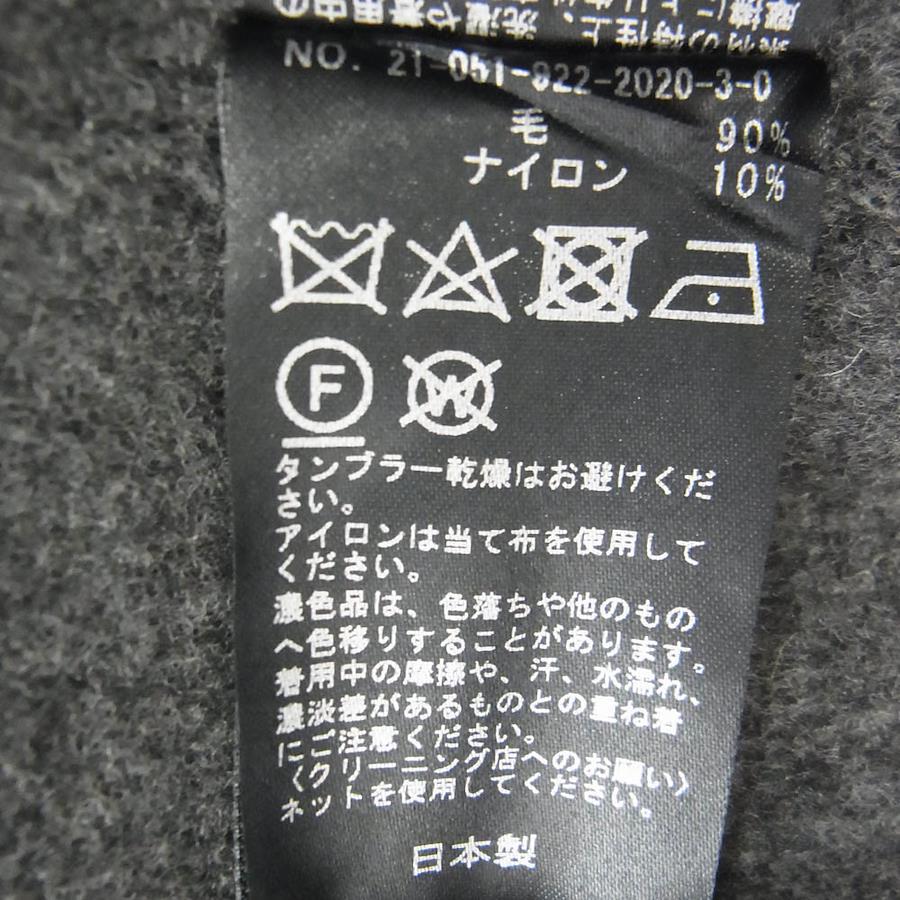 NO. 21-051-922-2020-3-0
毛 90%
ナイロン 10%
F
W
タンブラー乾燥はお避けくだ
さい。
アイロンは当て布を使用して
ください。
濃色品は、色落ちや他のもの
へ色移りすることがあります。
着用中の摩擦や、汗、水濡れ、
濃淡差があるものとの重ね着
にご注意ください。
〈クリーニング店へのお願い〉
ネットを使用してください。
日本製